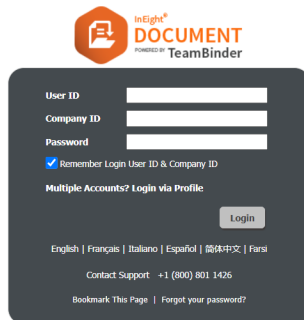 InEight®
DOCUMENT
POWERED BY TeamBinder
User ID
Company ID
Password
Remember Login User ID & Company ID
Multiple Accounts? Login via Profile
Login
English | Français | Italiano | Español | 简体中文 | Farsi
Contact Support +1 (800) 801 1426
Bookmark This Page | Forgot your password?